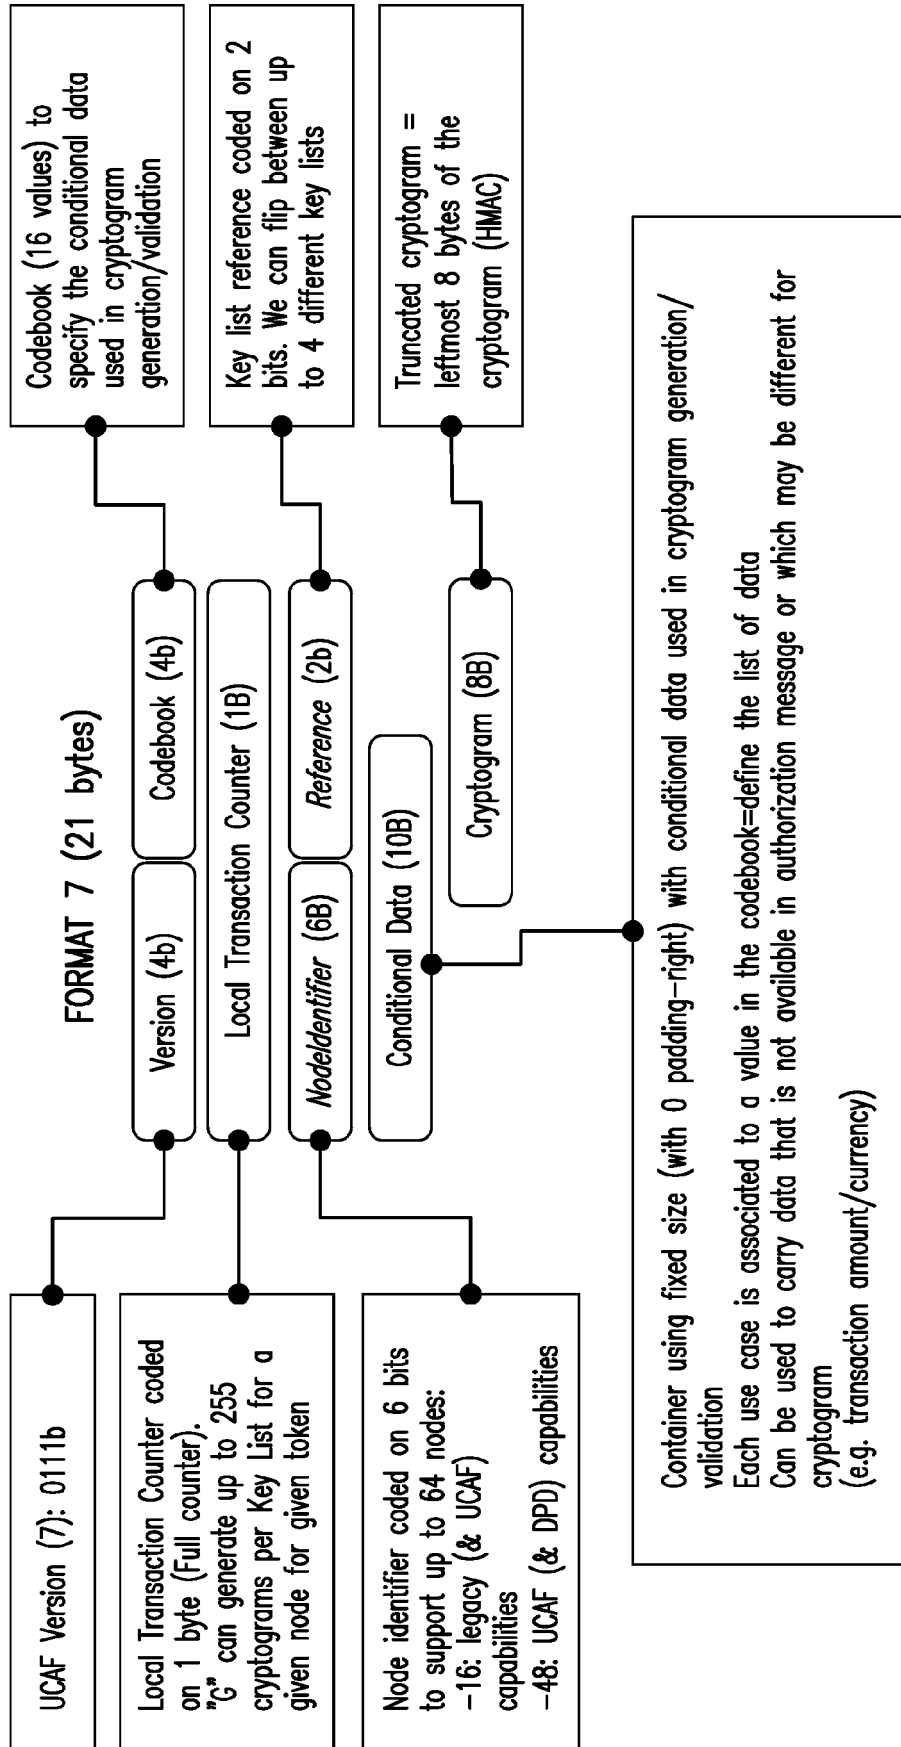 FORMAT 7 (21 bytes)
UCAF Version (7): 0111b
Version (4b)
Codebook (4b)
Codebook (16 values) to
specify the conditional data
used in cryptogram
generation/validation
Local Transaction Counter coded
on 1 byte (Full counter).
"G" can generate up to 255
cryptograms per Key List for a
given node for given token
Local Transaction Counter (1B)
Node identifier coded on 6 bits
to support up to 64 nodes:
-16: legacy (& UCAF)
capabilities
-48: UCAF (& DPD) capabilities
NodeIdentifier (6B)
Reference (2b)
Key list reference coded on 2
bits. We can flip between up
to 4 different key lists
Conditional Data (10B)
Cryptogram (8B)
Truncated cryptogram =
leftmost 8 bytes of the
cryptogram (HMAC)
Container using fixed size (with 0 padding-right) with conditional data used in cryptogram generation/
validation
Each use case is associated to a value in the codebook=define the list of data
Can be used to carry data that is not available in authorization message or which may be different for
cryptogram
(e.g. transaction amount/currency)